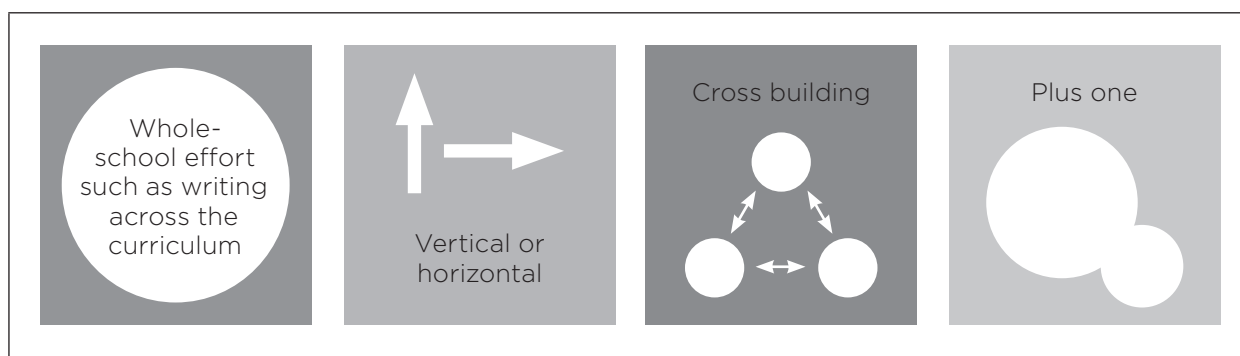 Whole-
school effort
such as writing
across the
curriculum
Vertical or
horizontal
Cross building
Plus one